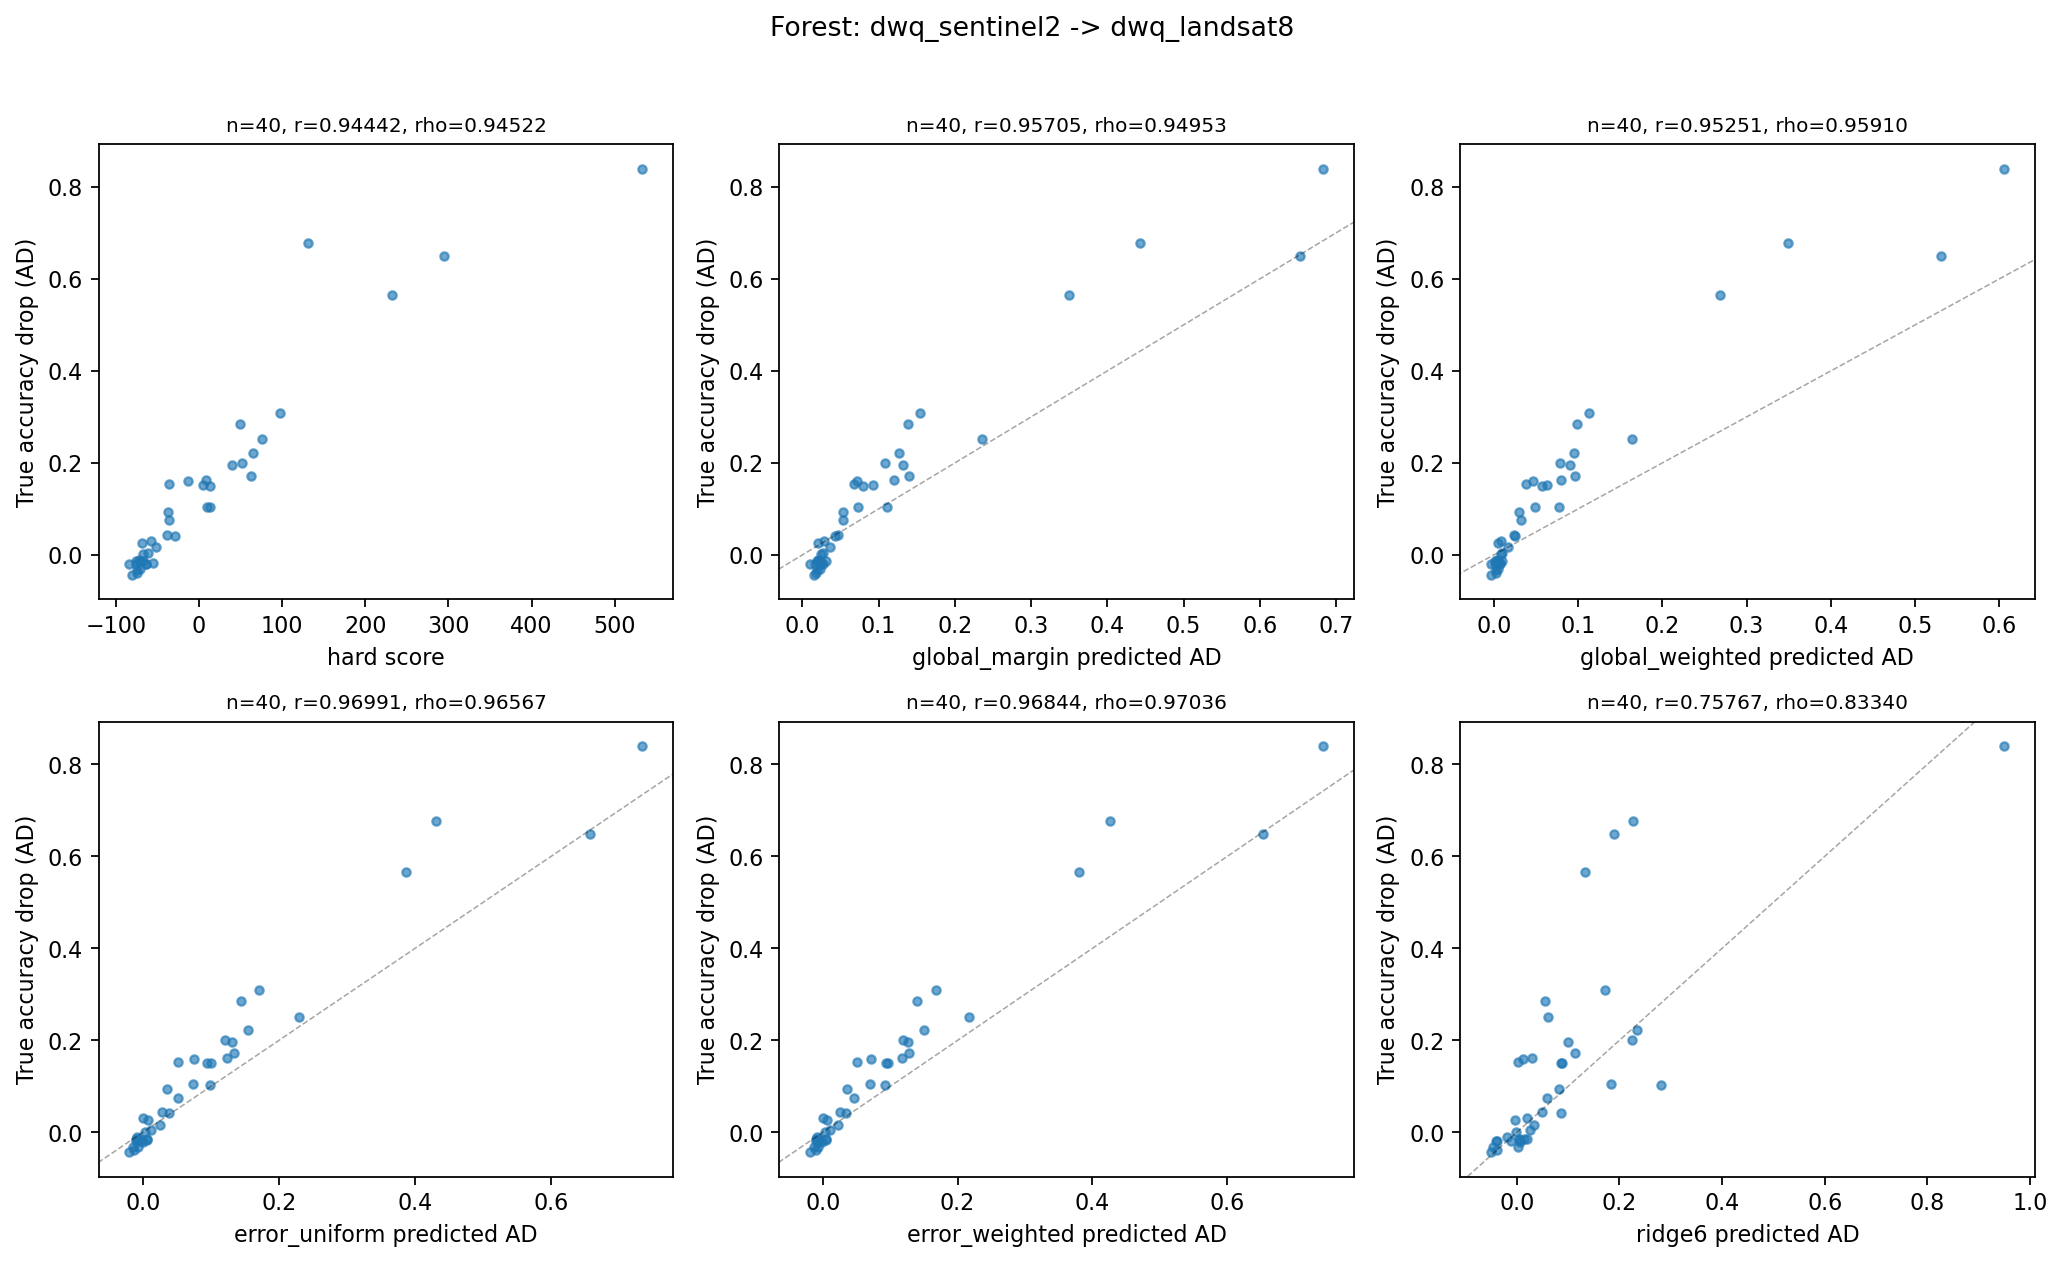 Forest: dwq_sentinel2 -> dwq_landsat8
n=40, r=0.94442, rho=0.94522
n=40, r=0.95705, rho=0.94953
n=40, r=0.95251, rho=0.95910
True accuracy drop (AD)
0.8
0.6
0.4
0.2
0.0
−100 0 100 200 300 400 500
hard score
True accuracy drop (AD)
0.8
0.6
0.4
0.2
0.0
0.0 0.1 0.2 0.3 0.4 0.5 0.6 0.7
global_margin predicted AD
True accuracy drop (AD)
0.8
0.6
0.4
0.2
0.0
0.0 0.1 0.2 0.3 0.4 0.5 0.6
global_weighted predicted AD
n=40, r=0.96991, rho=0.96567
n=40, r=0.96844, rho=0.97036
n=40, r=0.75767, rho=0.83340
True accuracy drop (AD)
0.8
0.6
0.4
0.2
0.0
0.0 0.2 0.4 0.6
error_uniform predicted AD
True accuracy drop (AD)
0.8
0.6
0.4
0.2
0.0
0.0 0.2 0.4 0.6
error_weighted predicted AD
True accuracy drop (AD)
0.8
0.6
0.4
0.2
0.0
0.0 0.2 0.4 0.6 0.8 1.0
ridge6 predicted AD